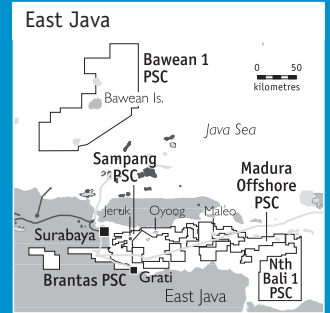 East Java
Bawean 1
PSC
Bawean Is.
0 50
kilometres
Java Sea
Sampang
PSC
Madura
Offshore
PSC
Jeruk Oyong Maleo
Surabaya
Brantas PSC Grati
East Java
Nth
Bali 1
PSC